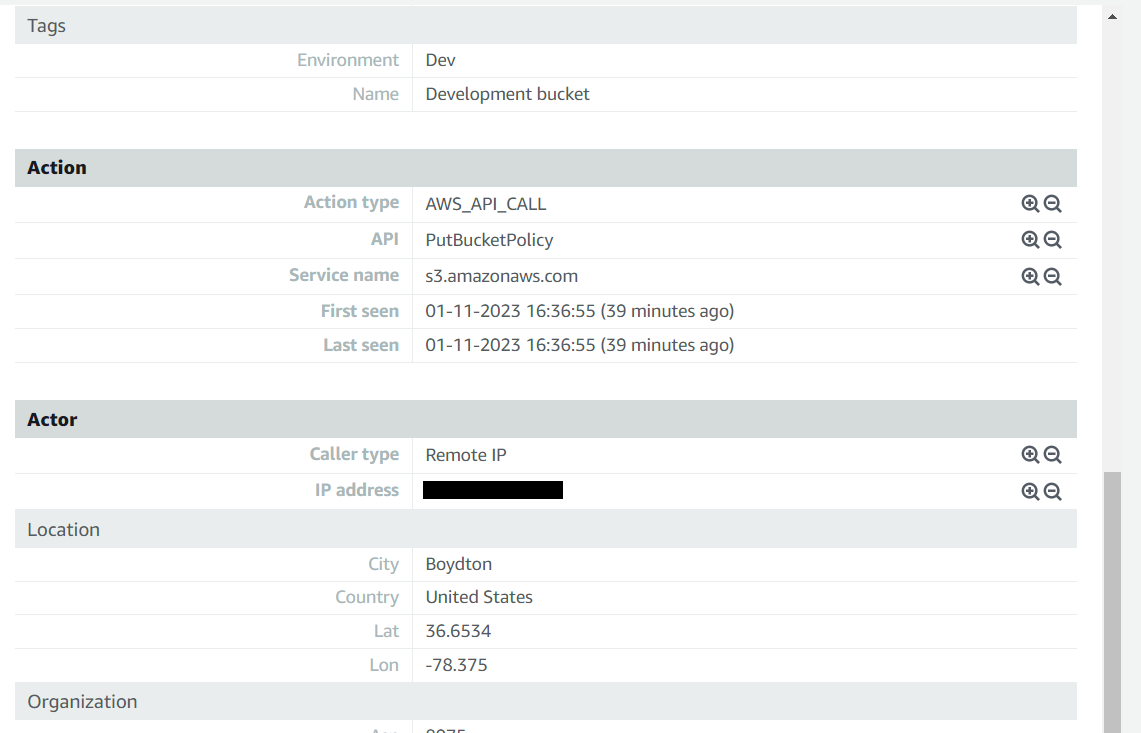 Tags
Environment Dev
Name Development bucket
Action
Action type AWS_API_CALL
API PutBucketPolicy
Service name s3.amazonaws.com
First seen 01-11-2023 16:36:55 (39 minutes ago)
Last seen 01-11-2023 16:36:55 (39 minutes ago)
Actor
Caller type Remote IP
IP address
Location
City Boydton
Country United States
Lat 36.6534
Lon -78.375
Organization